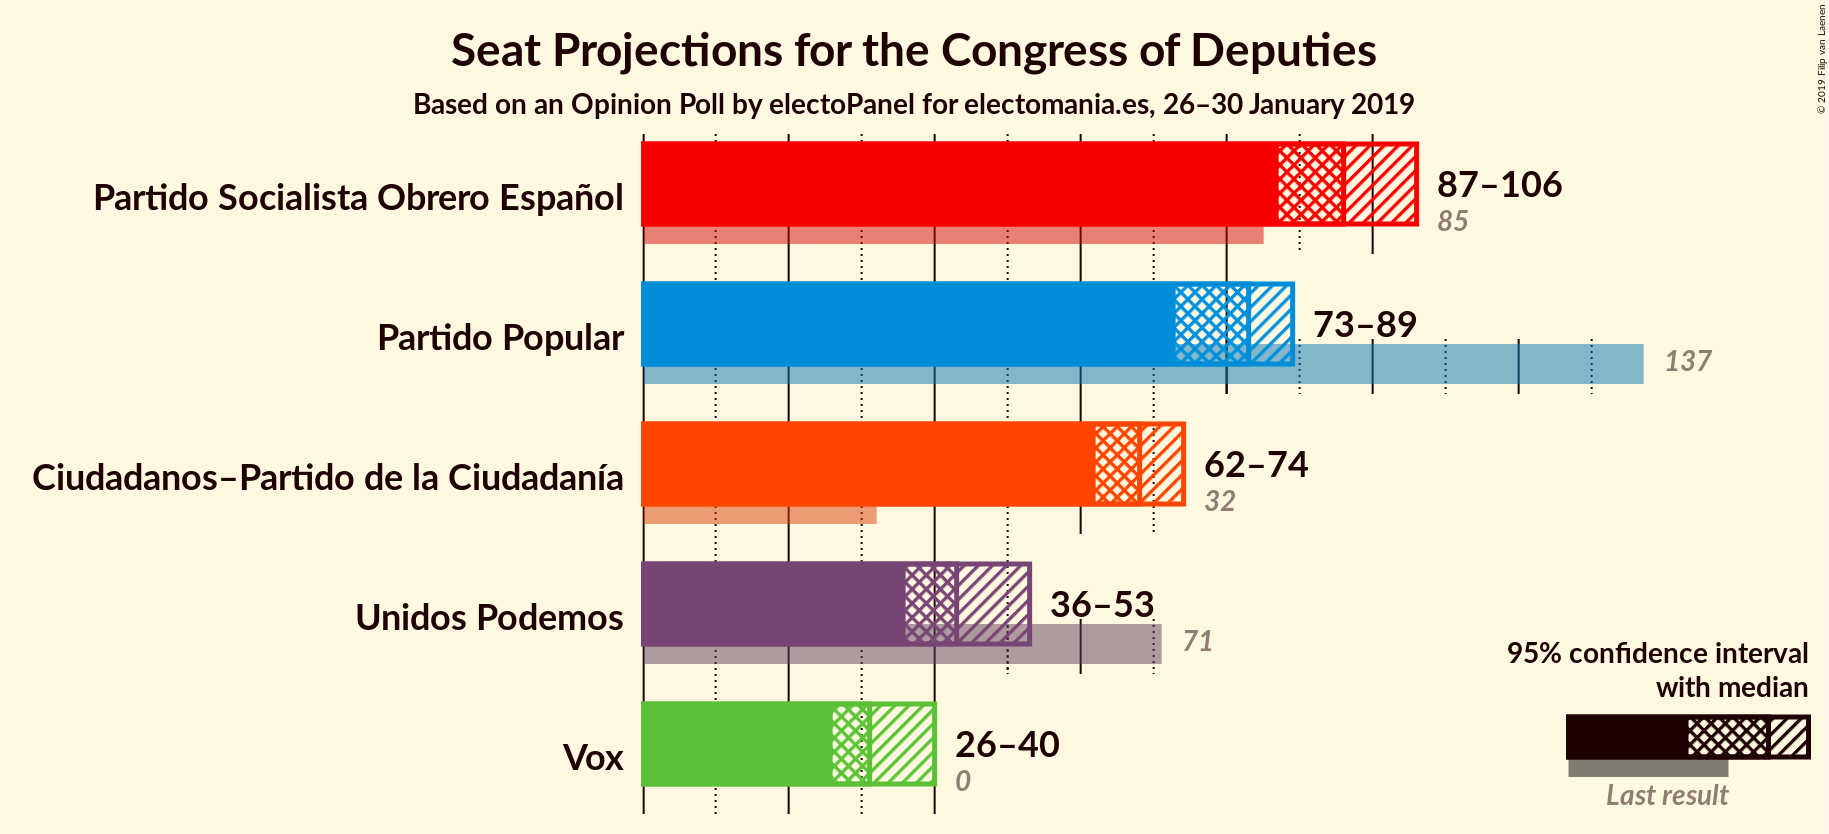 Seat Projections for the Congress of Deputies
Based on an Opinion Poll by electoPanel for electomania.es, 26–30 January 2019
© 2019 Filip van Laenen
Partido Socialista Obrero Español
87–106
85
Partido Popular
73–89
137
Ciudadanos–Partido de la Ciudadanía
62–74
32
Unidos Podemos
36–53
71
Vox
26–40
0
95% confidence interval
with median
Last result